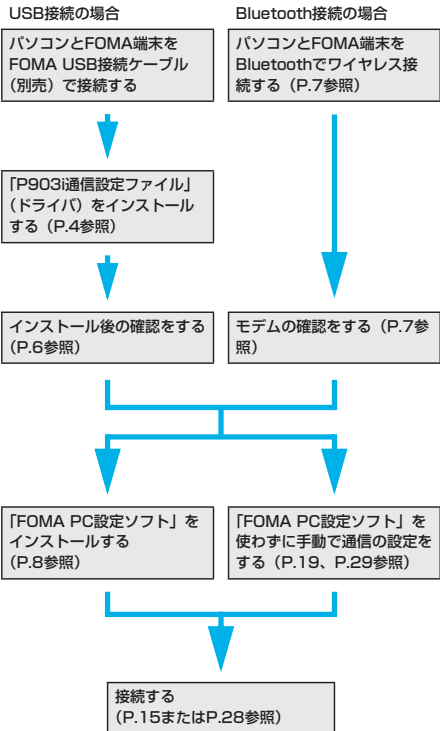 USB接続の場合
Bluetooth接続の場合
パソコンとFOMA端末を
FOMA USB接続ケーブル
（別売）で接続する
パソコンとFOMA端末を
Bluetoothでワイヤレス接
続する（P.7参照）
「P903i通信設定ファイル」
（ドライバ）をインストール
する（P.4参照）
インストール後の確認をする
（P.6参照）
モデムの確認をする（P.7参
照）
「FOMA PC設定ソフト」を
インストールする
（P.8参照）
「FOMA PC設定ソフト」を
使わずに手動で通信の設定を
する（P.19、P.29参照）
接続する
（P.15またはP.28参照）